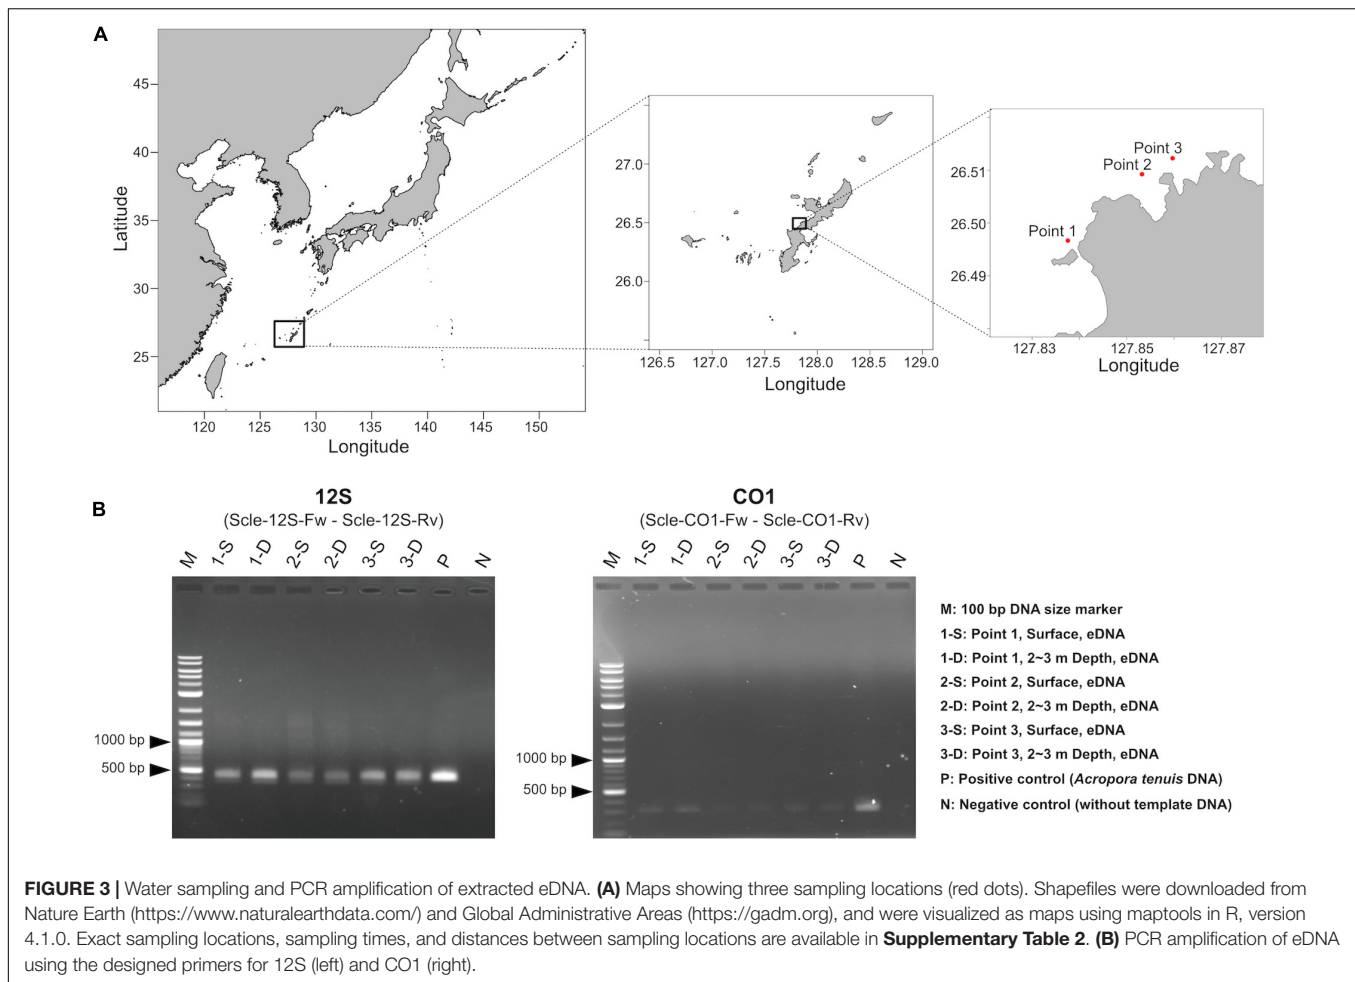 A
45
40
35
30
25
Latitude
120 125 130 135 140 145 150
Longitude
27.0
26.5
26.0
126.5 127.0 127.5 128.0 128.5 129.0
Longitude
Point 3
Point 2
Point 1
26.51
26.50
26.49
127.83 127.85 127.87
Longitude
B
12S
(Scle-12S-Fw - Scle-12S-Rv)
M 1-S 1-D 2-S 2-D 3-S 3-D P N
1000 bp
500 bp
CO1
(Scle-CO1-Fw - Scle-CO1-Rv)
M 1-S 1-D 2-S 2-D 3-S 3-D P N
1000 bp
500 bp
M: 100 bp DNA size marker
1-S: Point 1, Surface, eDNA
1-D: Point 1, 2~3 m Depth, eDNA
2-S: Point 2, Surface, eDNA
2-D: Point 2, 2~3 m Depth, eDNA
3-S: Point 3, Surface, eDNA
3-D: Point 3, 2~3 m Depth, eDNA
P: Positive control (Acropora tenuis DNA)
N: Negative control (without template DNA)
FIGURE 3 | Water sampling and PCR amplification of extracted eDNA. (A) Maps showing three sampling locations (red dots). Shapefiles were downloaded from
Nature Earth (https://www.naturalearthdata.com/) and Global Administrative Areas (https://gadm.org), and were visualized as maps using maptools in R, version
4.1.0. Exact sampling locations, sampling times, and distances between sampling locations are available in Supplementary Table 2. (B) PCR amplification of eDNA
using the designed primers for 12S (left) and CO1 (right).